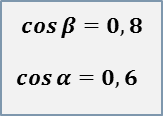 cos β = 0,8
cos α = 0,6